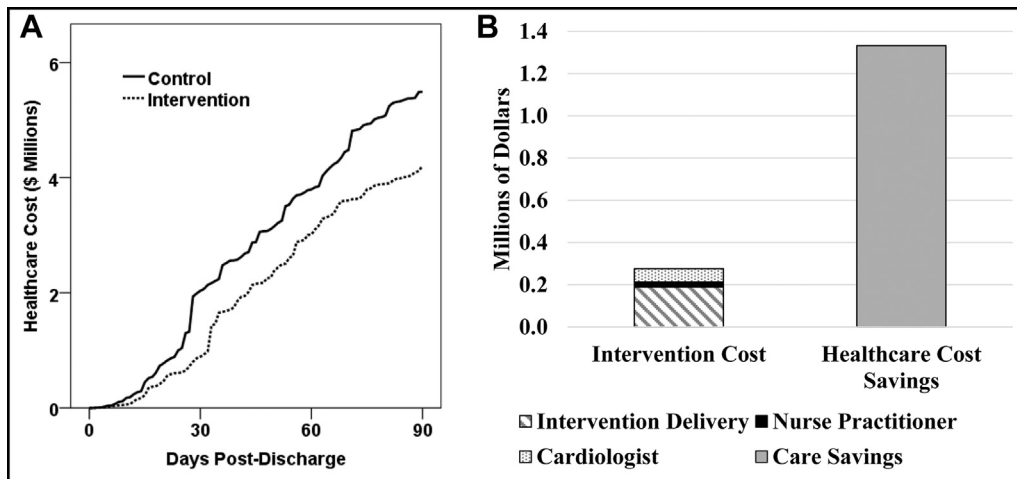 A
Healthcare Cost ($ Millions)
6
4
2
0
Control
Intervention
0 30 60 90
Days Post-Discharge
B
Millions of Dollars
1.4
1.2
1.0
0.8
0.6
0.4
0.2
0.0
Intervention Cost
Healthcare Cost
Savings
Intervention Delivery
Nurse Practitioner
Cardiologist
Care Savings